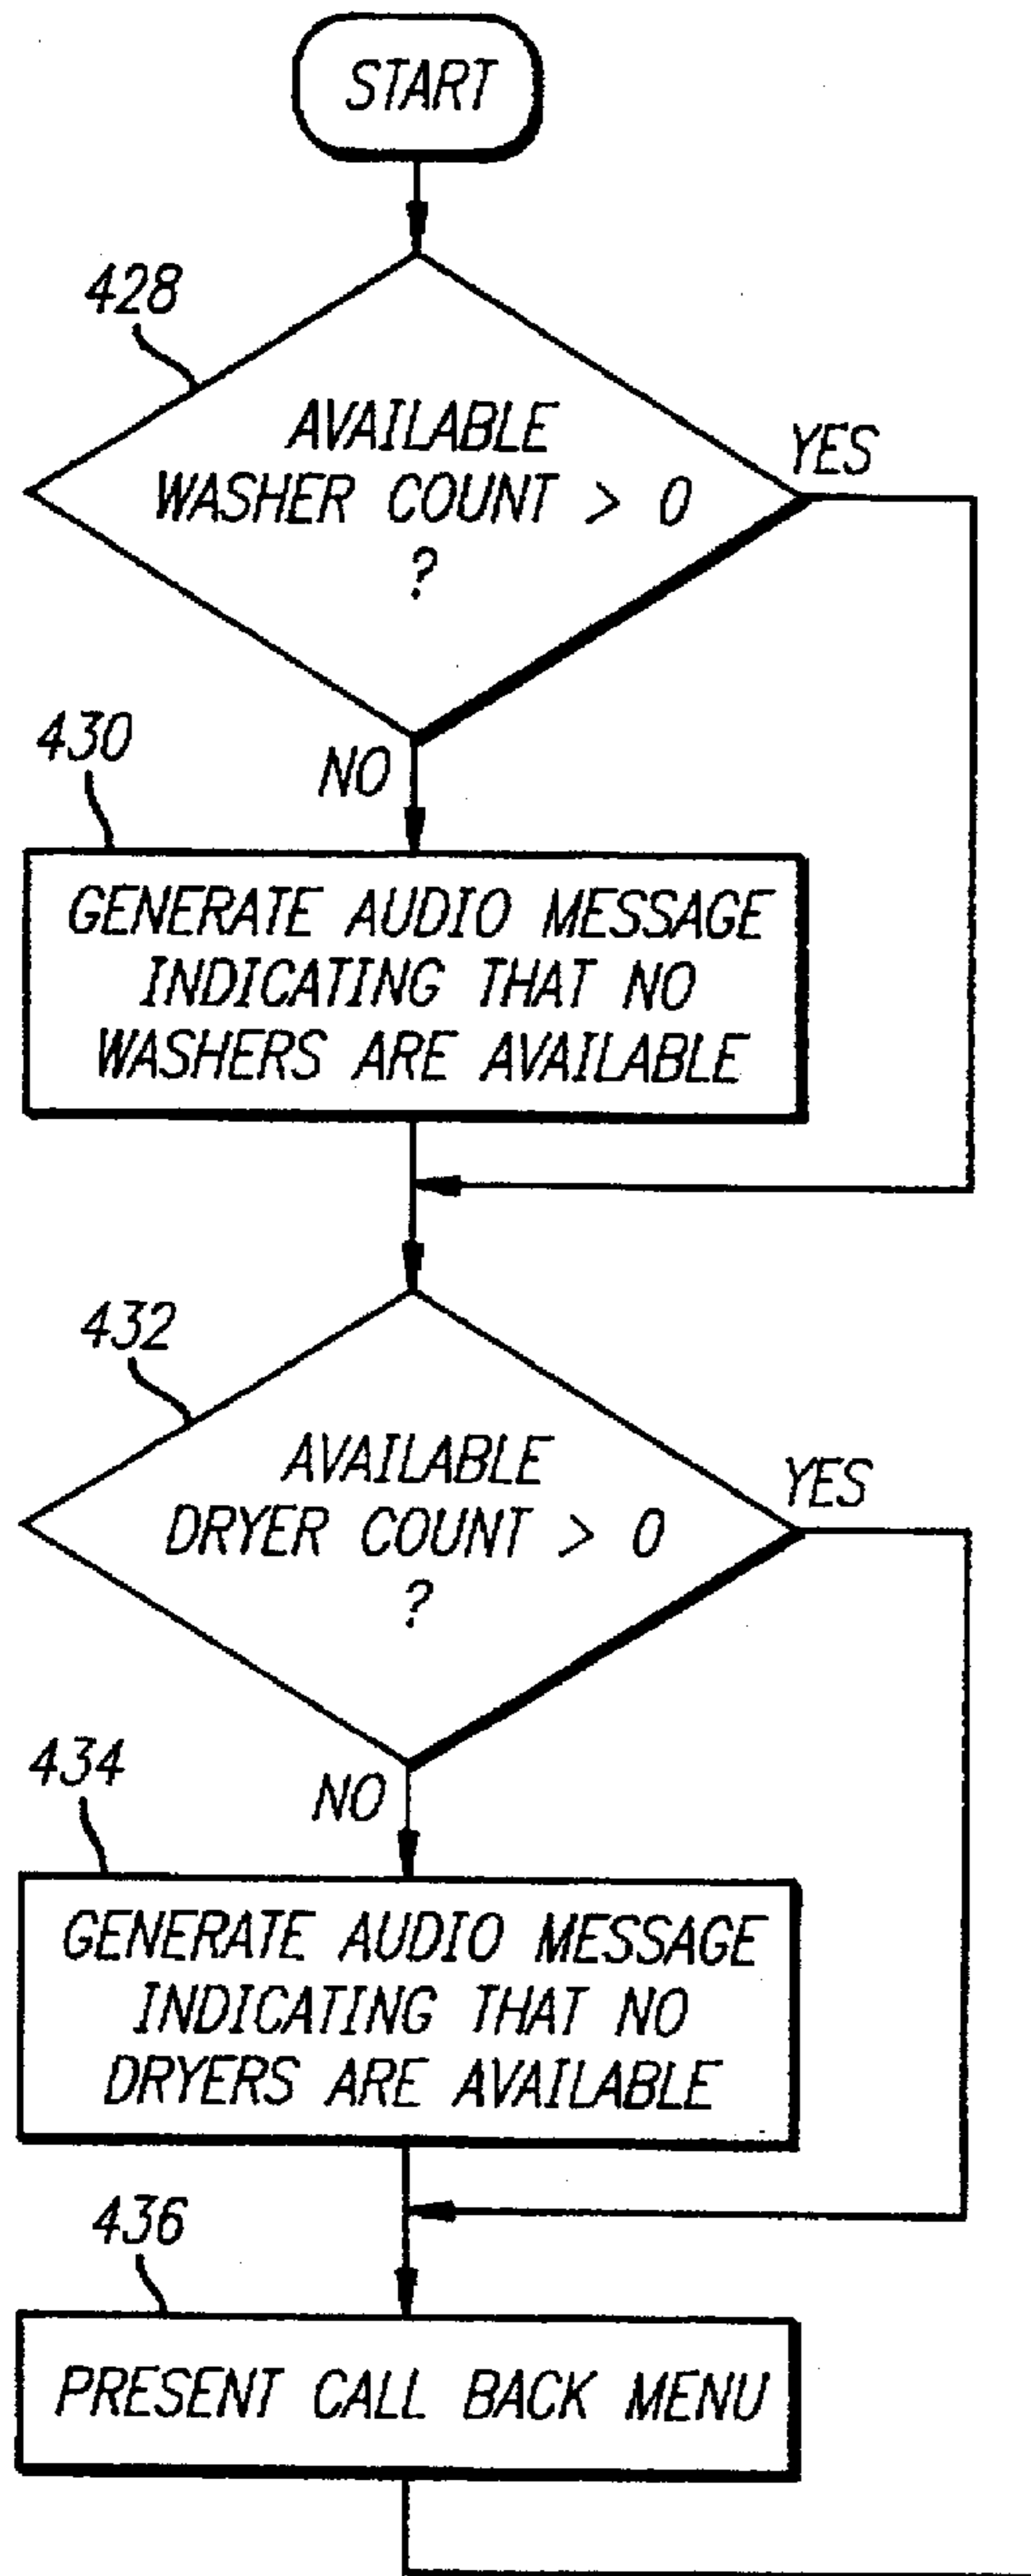 START
428
AVAILABLE
WASHER COUNT > 0
?
YES
NO
430
GENERATE AUDIO MESSAGE
INDICATING THAT NO
WASHERS ARE AVAILABLE
432
AVAILABLE
DRYER COUNT > 0
?
YES
NO
434
GENERATE AUDIO MESSAGE
INDICATING THAT NO
DRYERS ARE AVAILABLE
436
PRESENT CALL BACK MENU